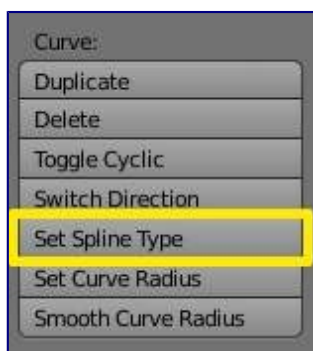 Curve:
Duplicate
Delete
Toggle Cyclic
Switch Direction
Set Spline Type
Set Curve Radius
Smooth Curve Radius